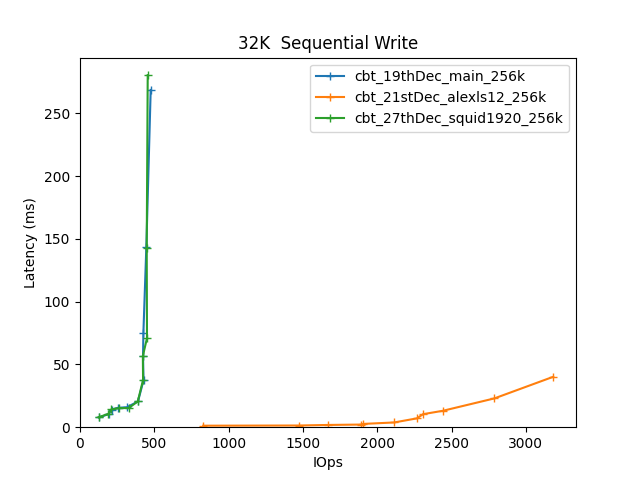 32K  Sequential Write
cbt_19thDec_main_256k
cbt_21stDec_alexls12_256k
cbt_27thDec_squid1920_256k
Latency (ms)
250
200
150
100
50
0
0 500 1000 1500 2000 2500 3000
IOps